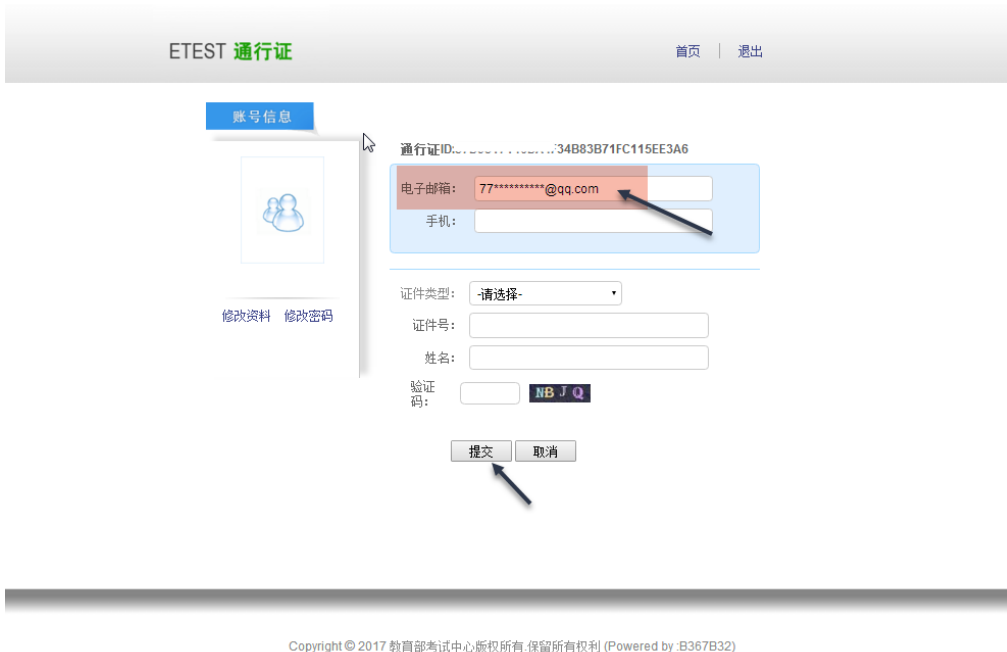 ETEST 通行证
首页 | 退出
账号信息
通行证ID: 34B83B71FC115EE3A6
电子邮箱: 77**********@qq.com
手机:
证件类型: -请选择-
修改资料 修改密码
证件号:
姓名:
验证
码: NBJQ
提交 取消
Copyright © 2017 教育部考试中心版权所有.保留所有权利 (Powered by :B367B32)